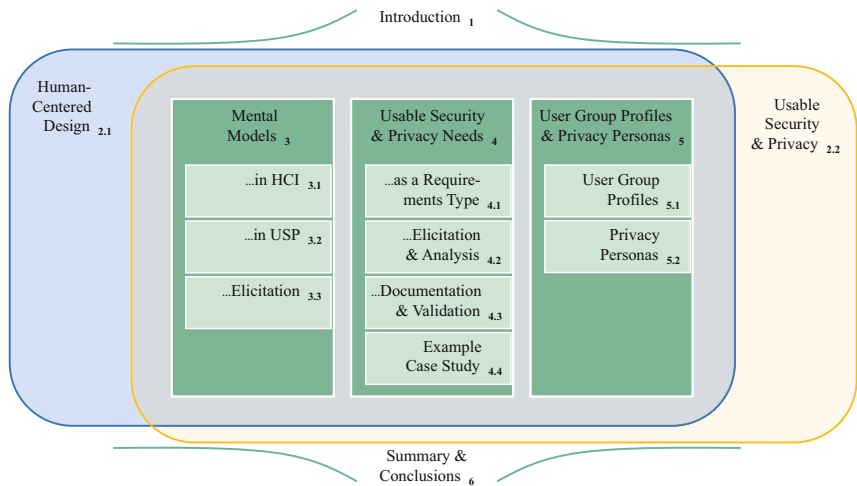 Introduction 1
Human-
Centered
Design 2.1
Mental
Models 3
...in HCI 3.1
...in USP 3.2
...Elicitation 3.3
Usable Security
& Privacy Needs 4
...as a Require-
ments Type 4.1
...Elicitation
& Analysis 4.2
...Documentation
& Validation 4.3
Example
Case Study 4.4
User Group Profiles
& Privacy Personas 5
User Group
Profiles 5.1
Privacy
Personas 5.2
Usable
Security
& Privacy 2.2
Summary &
Conclusions 6